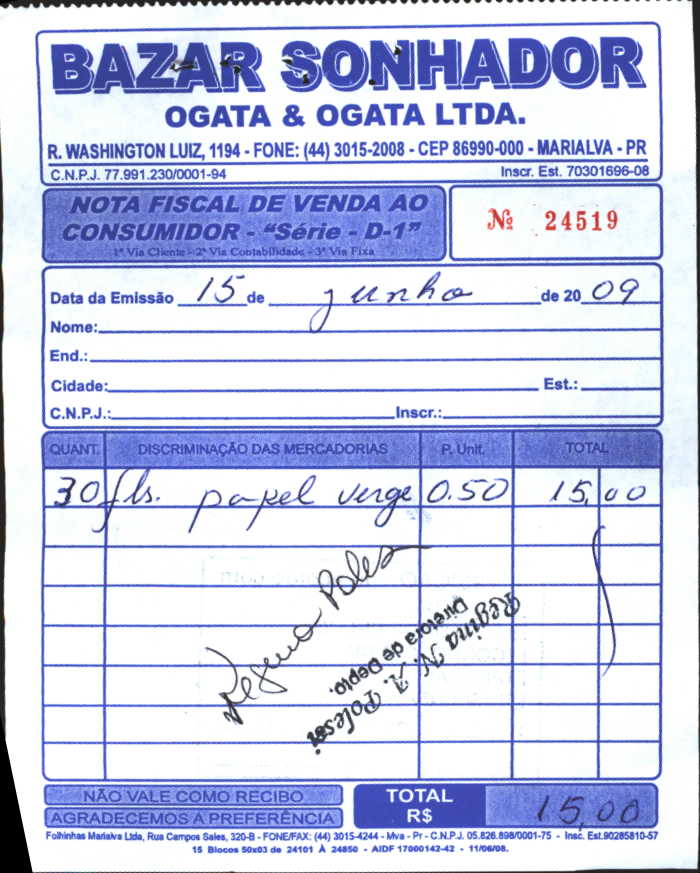 BAZAR SONHADOR
OGATA & OGATA LTDA.
R. WASHINGTON LUIZ, 1194 - FONE: (44) 3015-2008 - CEP 86990-000 - MARIALVA - PR
C.N.P.J. 77.991.230/0001-94 Inscr. Est. 70301696-08
NOTA FISCAL DE VENDA AO
CONSUMIDOR - "Série - D-1"
1ª Via Cliente - 2ª Via Contabilidade - 3ª Via Fixa
Nº 24519
Data da Emissão 15 de junho de 2009
Nome:
End.:
Cidade: Est.:
C.N.P.J.: Inscr.:
QUANT. DISCRIMINAÇÃO DAS MERCADORIAS P. Unit. TOTAL
30 fls. papel verge 0.50 15,00
Regina Poles
Regina N. A. Polesei
Diretora de Depto.
NÃO VALE COMO RECIBO
AGRADECEMOS A PREFERÊNCIA
TOTAL
R$ 15,00
Folhinhas Marialva Ltda, Rua Campos Sales, 320-B - FONE/FAX: (44) 3015-4244 - Mva - Pr - C.N.P.J. 05.826.898/0001-75 - Insc. Est.90285810-57
15 Blocos 50x03 de 24101 À 24850 - AIDF 17000142-42 - 11/06/08.